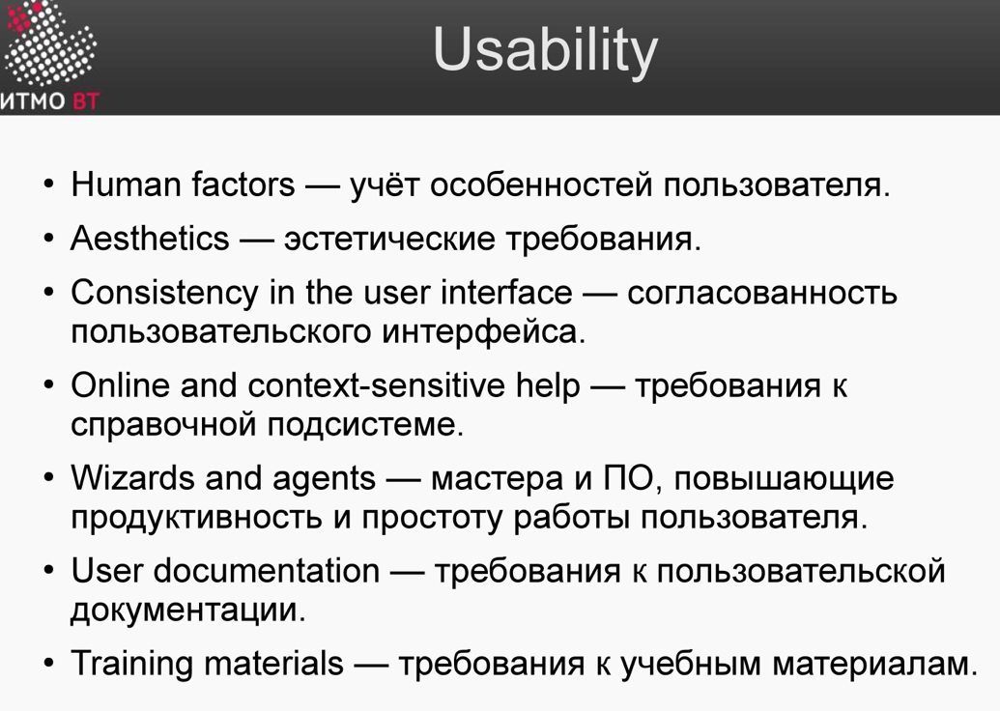 ИТМО ВТ
Usability
• Human factors — учёт особенностей пользователя.
• Aesthetics — эстетические требования.
• Consistency in the user interface — согласованность
пользовательского интерфейса.
• Online and context-sensitive help — требования к
справочной подсистеме.
• Wizards and agents — мастера и ПО, повышающие
продуктивность и простоту работы пользователя.
• User documentation — требования к пользовательской
документации.
• Training materials — требования к учебным материалам.